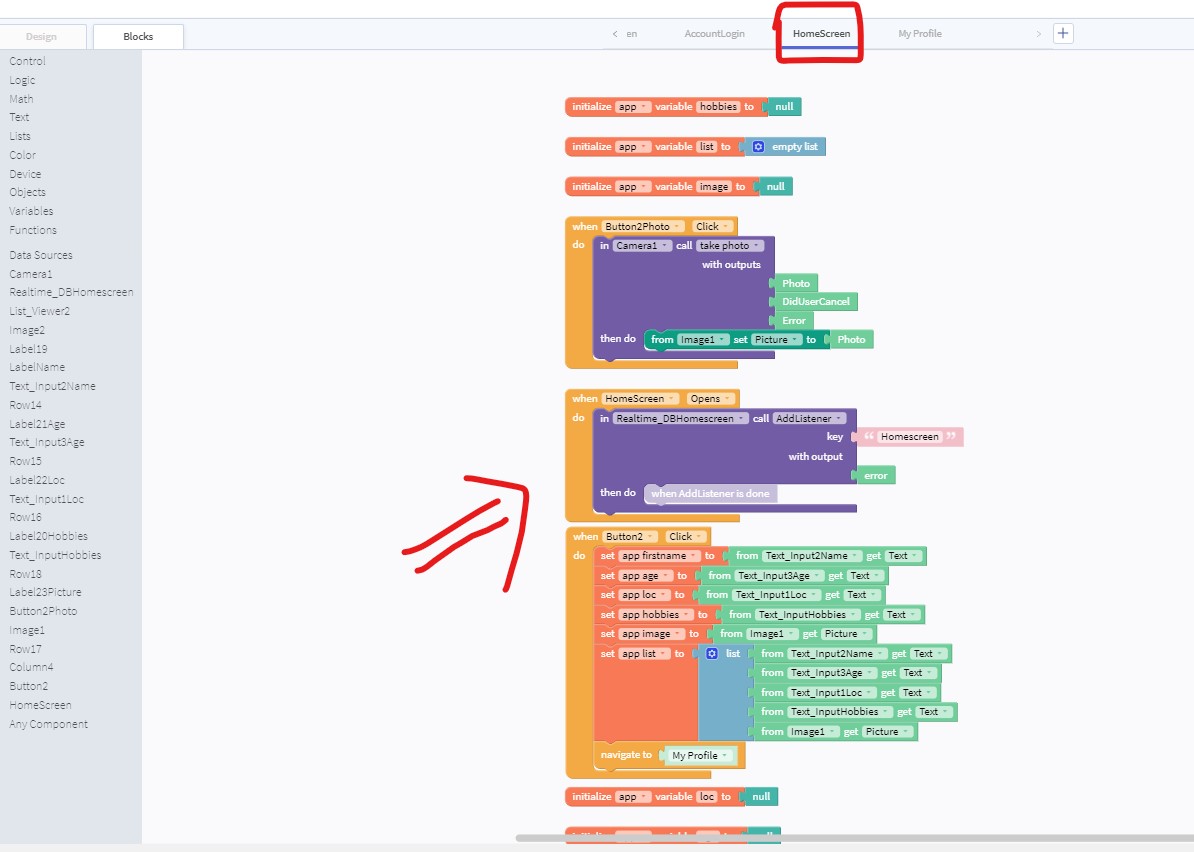 Design
Blocks
< en
AccountLogin
HomeScreen
My Profile
>
+
Control
Logic
Math
Text
Lists
Color
Device
Objects
Variables
Functions
Data Sources
Camera1
Realtime_DBHomescreen
List_Viewer2
Image2
Label19
LabelName
Text_Input2Name
Row14
Label21Age
Text_Input3Age
Row15
Label22Loc
Text_Input1Loc
Row16
Label20Hobbies
Text_InputHobbies
Row18
Label23Picture
Button2Photo
Image1
Row17
Column4
Button2
HomeScreen
Any Component
initialize app variable hobbies to null
initialize app variable list to empty list
initialize app variable image to null
when Button2Photo Click
do in Camera1 call take photo
with outputs
Photo
DidUserCancel
Error
then do from Image1 set Picture to Photo
when HomeScreen Opens
do in Realtime_DBHomescreen call AddListener
key “ Homescreen ”
with output
error
then do when AddListener is done
when Button2 Click
do set app firstname to from Text_Input2Name get Text
set app age to from Text_Input3Age get Text
set app loc to from Text_Input1Loc get Text
set app hobbies to from Text_InputHobbies get Text
set app image to from Image1 get Picture
set app list to list from Text_Input2Name get Text
from Text_Input3Age get Text
from Text_Input1Loc get Text
from Text_InputHobbies get Text
from Image1 get Picture
navigate to My Profile
initialize app variable loc to null